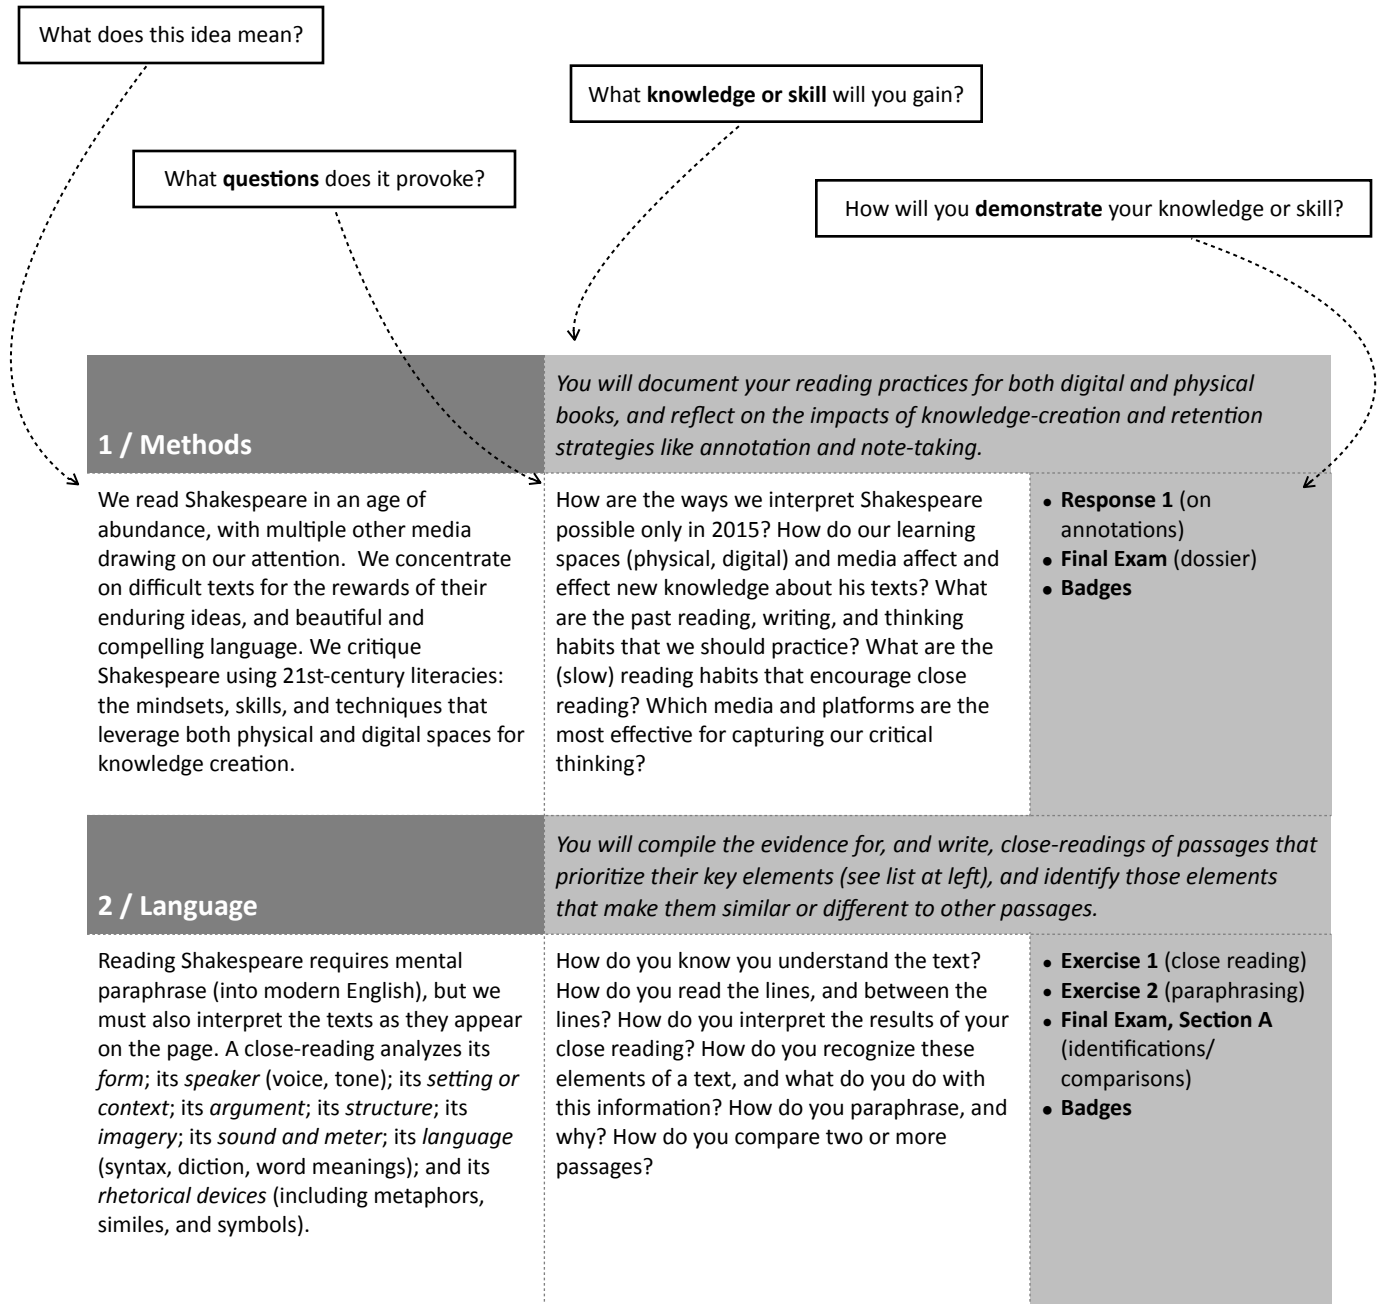 What does this idea mean?
What knowledge or skill will you gain?
What questions does it provoke?
How will you demonstrate your knowledge or skill?
1 / Methods
You will document your reading practices for both digital and physical
books, and reflect on the impacts of knowledge-creation and retention
strategies like annotation and note-taking.
We read Shakespeare in an age of
abundance, with multiple other media
drawing on our attention.  We concentrate
on difficult texts for the rewards of their
enduring ideas, and beautiful and
compelling language. We critique
Shakespeare using 21st-century literacies:
the mindsets, skills, and techniques that
leverage both physical and digital spaces for
knowledge creation.
How are the ways we interpret Shakespeare
possible only in 2015? How do our learning
spaces (physical, digital) and media affect and
effect new knowledge about his texts? What
are the past reading, writing, and thinking
habits that we should practice? What are the
(slow) reading habits that encourage close
reading? Which media and platforms are the
most effective for capturing our critical
thinking?
• Response 1 (on
annotations)
• Final Exam (dossier)
• Badges
2 / Language
You will compile the evidence for, and write, close-readings of passages that
prioritize their key elements (see list at left), and identify those elements
that make them similar or different to other passages.
Reading Shakespeare requires mental
paraphrase (into modern English), but we
must also interpret the texts as they appear
on the page. A close-reading analyzes its
form; its speaker (voice, tone); its setting or
context; its argument; its structure; its
imagery; its sound and meter; its language
(syntax, diction, word meanings); and its
rhetorical devices (including metaphors,
similes, and symbols).
How do you know you understand the text?
How do you read the lines, and between the
lines? How do you interpret the results of your
close reading? How do you recognize these
elements of a text, and what do you do with
this information? How do you paraphrase, and
why? How do you compare two or more
passages?
• Exercise 1 (close reading)
• Exercise 2 (paraphrasing)
• Final Exam, Section A
(identifications/
comparisons)
• Badges